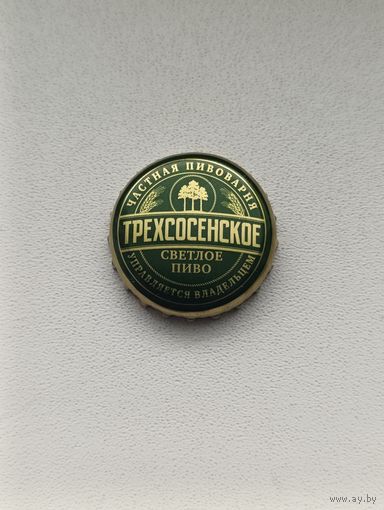 ЧАСТНАЯ ПИВОВАРНЯ
ТРЕХСОСЕНСКОЕ
СВЕТЛОЕ
ПИВО
УПРАВЛЯЕТСЯ ВЛАДЕЛЬЦЕМ
www.ay.by